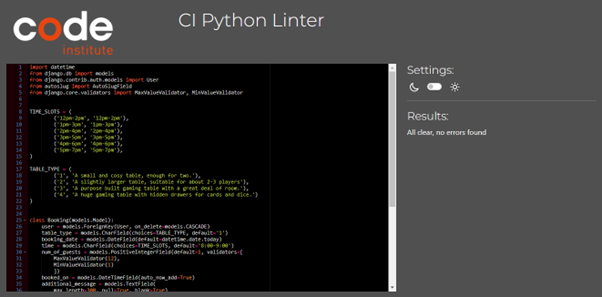 code
institute
CI Python Linter
1 import datetime
2 from django.db import models
3 from django.contrib.auth.models import User
4 from autoslug import AutoSlugField
5 from django.core.validators import MaxValueValidator, MinValueValidator
6
7
8 TIME_SLOTS = (
9 ('12pm-2pm', '12pm-2pm'),
10 ('1pm-3pm', '1pm-3pm'),
11 ('2pm-4pm', '2pm-4pm'),
12 ('3pm-5pm', '3pm-5pm'),
13 ('4pm-6pm', '4pm-6pm'),
14 ('5pm-7pm', '5pm-7pm'),
15 )
16
17 TABLE_TYPE = (
18 ('1', 'A small and cosy table, enough for two.'),
19 ('2', 'A slightly larger table, suitable for about 2-3 players'),
20 ('3', 'A purpose built gaming table with a great deal of room.'),
21 ('4', 'A huge gaming table with hidden drawers for cards and dice.')
22 )
23
24
25 class Booking(models.Model):
26 user = models.ForeignKey(User, on_delete=models.CASCADE)
27 table_type = models.CharField(choices=TABLE_TYPE, default='1')
28 booking_date = models.DateField(default=datetime.date.today)
29 time = models.CharField(choices=TIME_SLOTS, default='8:00-9:00')
30 num_of_guests = models.PositiveIntegerField(default=1, validators=[
31 MaxValueValidator(12),
32 MinValueValidator(1)
33 ])
34 booked_on = models.DateTimeField(auto_now_add=True)
35 additional_message = models.TextField(
36 max_length=300, null=True, blank=True)
Settings:
Results:
All clear, no errors found